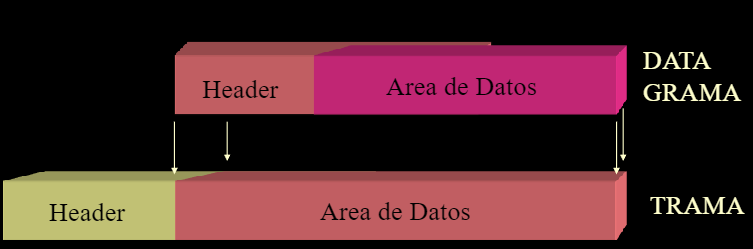 Header
Area de Datos
DATA
GRAMA
Header
Area de Datos
TRAMA